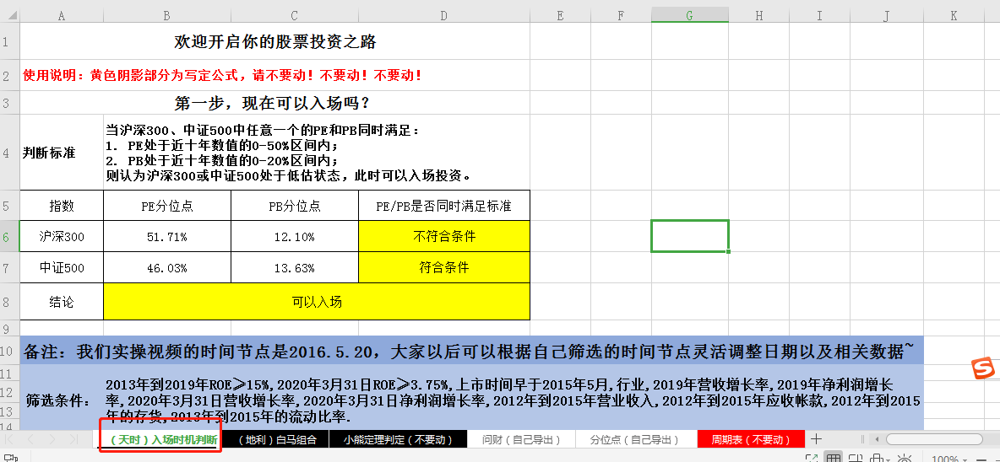 A B C D E F G H I J K
1 欢迎开启你的股票投资之路
2 使用说明：黄色阴影部分为写定公式，请不要动！不要动！不要动！
3 第一步，现在可以入场吗？
当沪深300、中证500中任意一个的PE和PB同时满足：
1. PE处于近十年数值的0-50%区间内；
4 判断标准
2. PB处于近十年数值的0-20%区间内；
则认为沪深300或中证500处于低估状态，此时可以入场投资。
5 指数 PE分位点 PB分位点 PE/PB是否同时满足标准
6 沪深300 51.71% 12.10% 不符合条件
7 中证500 46.03% 13.63% 符合条件
8 结论 可以入场
9
10 备注：我们实操视频的时间节点是2016.5.20，大家以后可以根据自己筛选的时间节点灵活调整日期以及相关数据~
11
12
13
14
筛选条件：
2013年到2019年ROE≥15%,2020年3月31日ROE≥3.75%,上市时间早于2015年5月,行业,2019年营收增长率,2019年净利润增长
率,2020年3月31日营收增长率,2020年3月31日净利润增长率,2012年到2015年营业收入,2012年到2015年应收帐款,2012年到2015
年的存货,2013年到2015年的流动比率.
（天时）入场时机判断 （地利）白马组合 小熊定理判定（不要动） 问财（自己导出） 分位点（自己导出） 周期表（不要动） +
100%